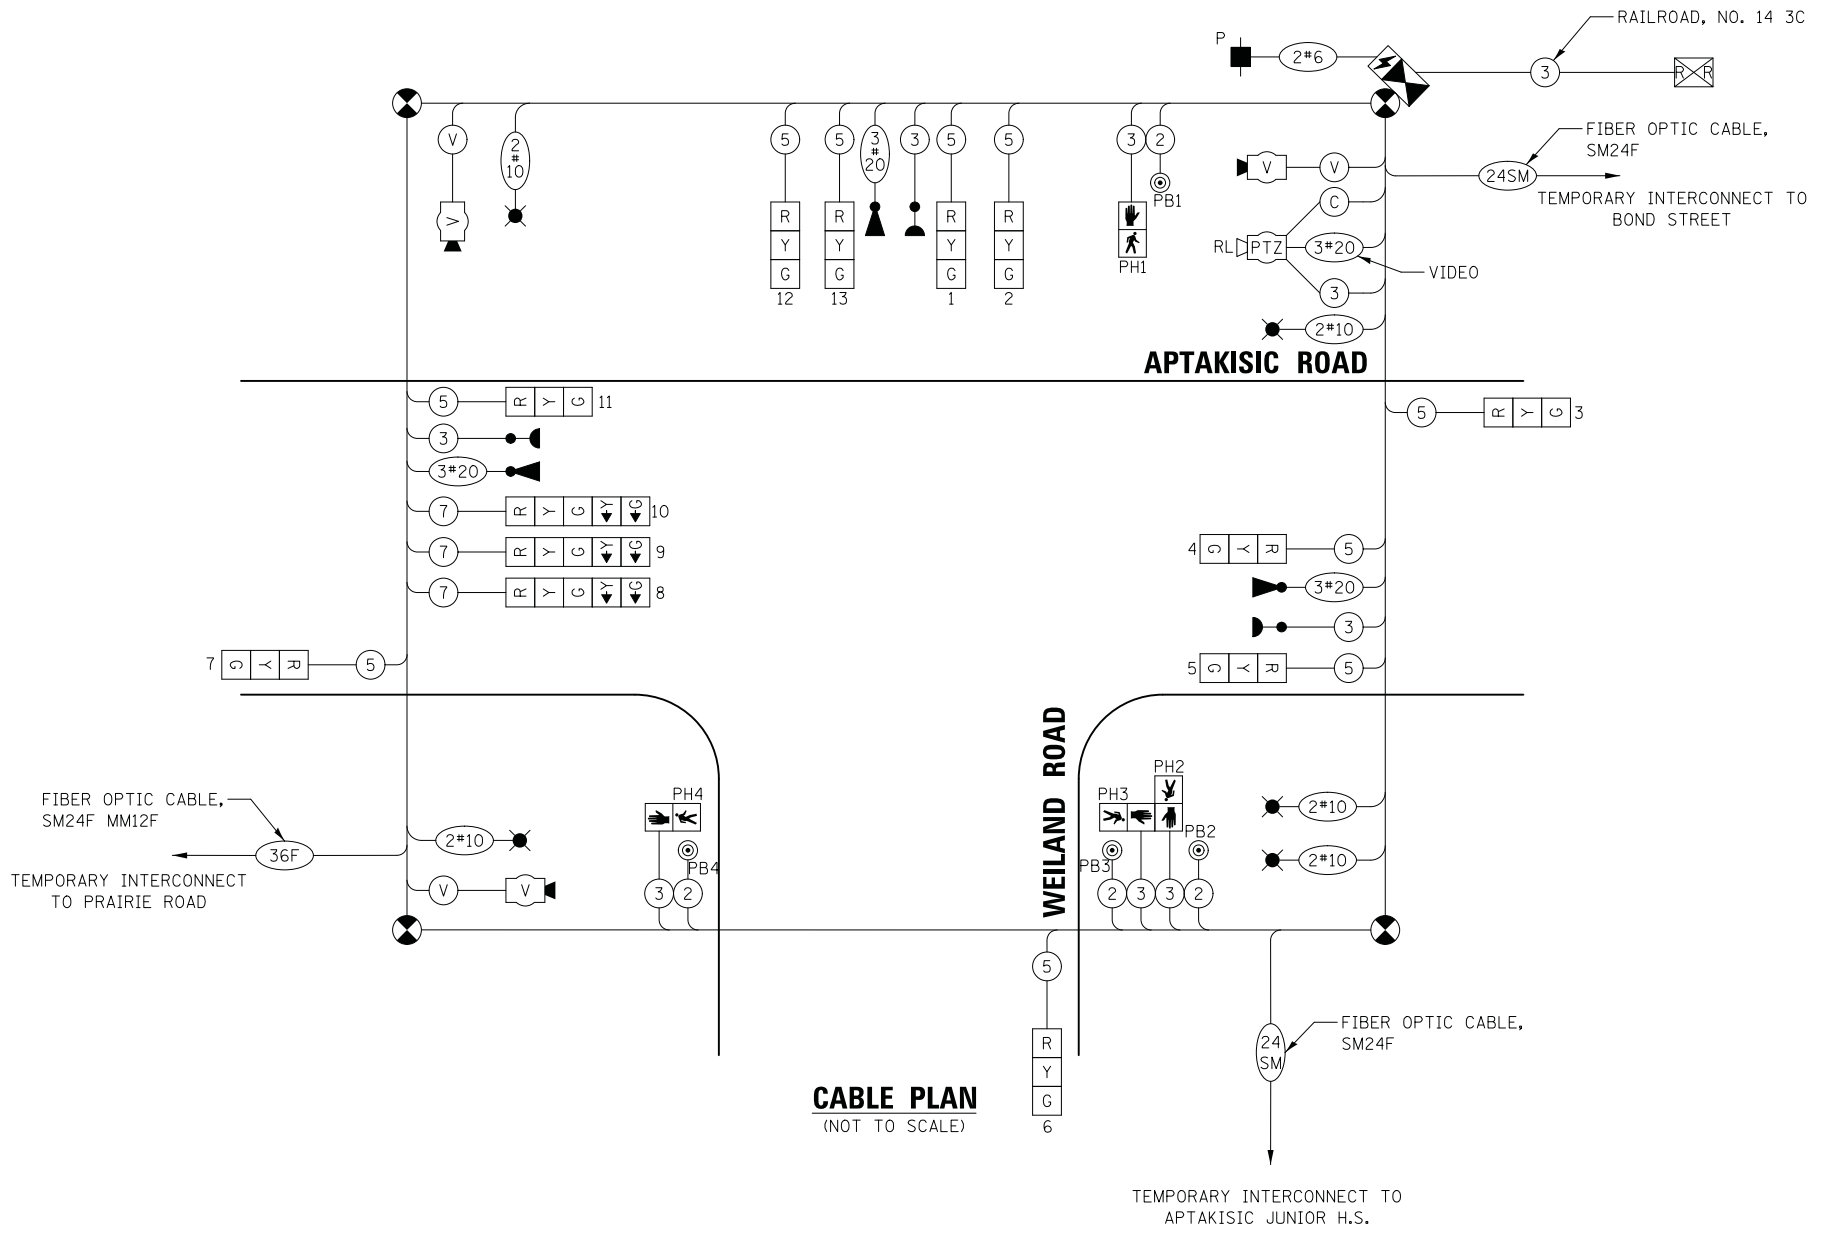 RAILROAD, NO. 14 3C
P
2#6
3
R R
V
2
#
10
5
5
3
#
20
3
5
5
3
2
PB1
R
Y
G
12
R
Y
G
13
R
Y
G
1
R
Y
G
2
PH1
V
V
FIBER OPTIC CABLE,
SM24F
24SM
TEMPORARY INTERCONNECT TO
BOND STREET
V
C
RL PTZ 3#20
VIDEO
3
2#10
APTAKISIC ROAD
5 R Y G 11
3
3#20
7 R Y G Y G 10
7 R Y G Y G 9
7 R Y G Y G 8
7 G Y R 5
5 R Y G 3
4 G Y R 5
3#20
3
5 G Y R 5
WEILAND ROAD
FIBER OPTIC CABLE,
SM24F MM12F
36F
TEMPORARY INTERCONNECT
TO PRAIRIE ROAD
2#10
V V
PH4
PB4
3 2
PH2
PH3
PB2
PB3
2 3 3 2
2#10
2#10
5
R
Y
G
6
24
SM
FIBER OPTIC CABLE,
SM24F
CABLE PLAN
(NOT TO SCALE)
TEMPORARY INTERCONNECT TO
APTAKISIC JUNIOR H.S.